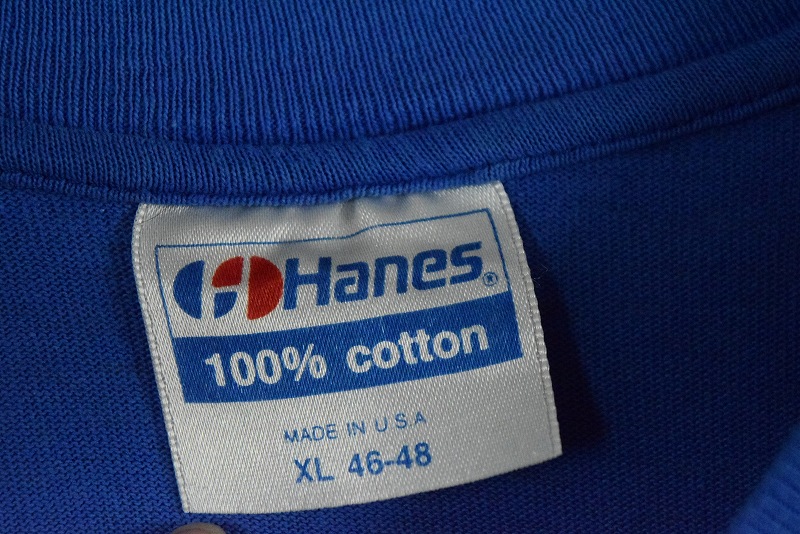 Hanes®
100% cotton
MADE IN U.S.A
XL 46-48